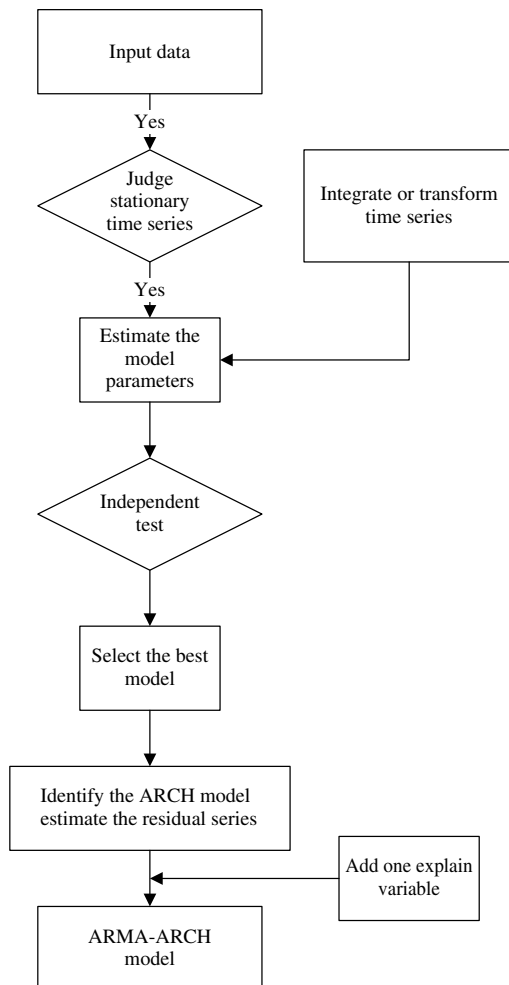 Input data
Yes
Judge
stationary
time series
Integrate or transform
time series
Yes
Estimate the
model
parameters
Independent
test
Select the best
model
Identify the ARCH model
estimate the residual series
Add one explain
variable
ARMA-ARCH
model